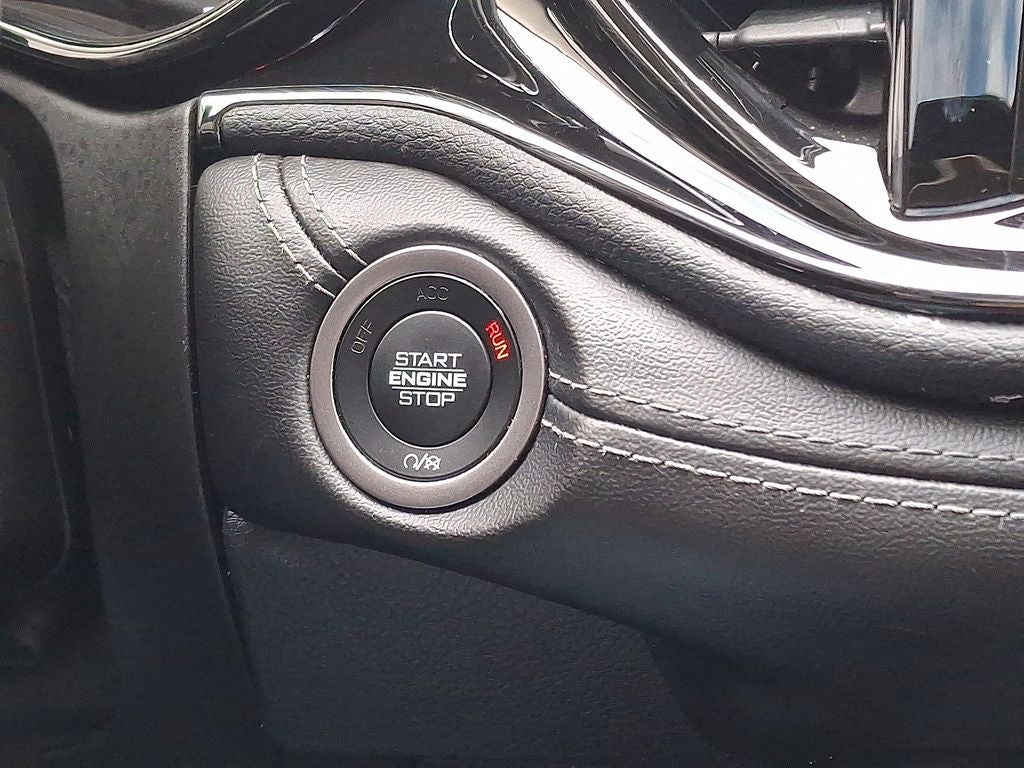 ACC
OFF
RUN
START
ENGINE
STOP